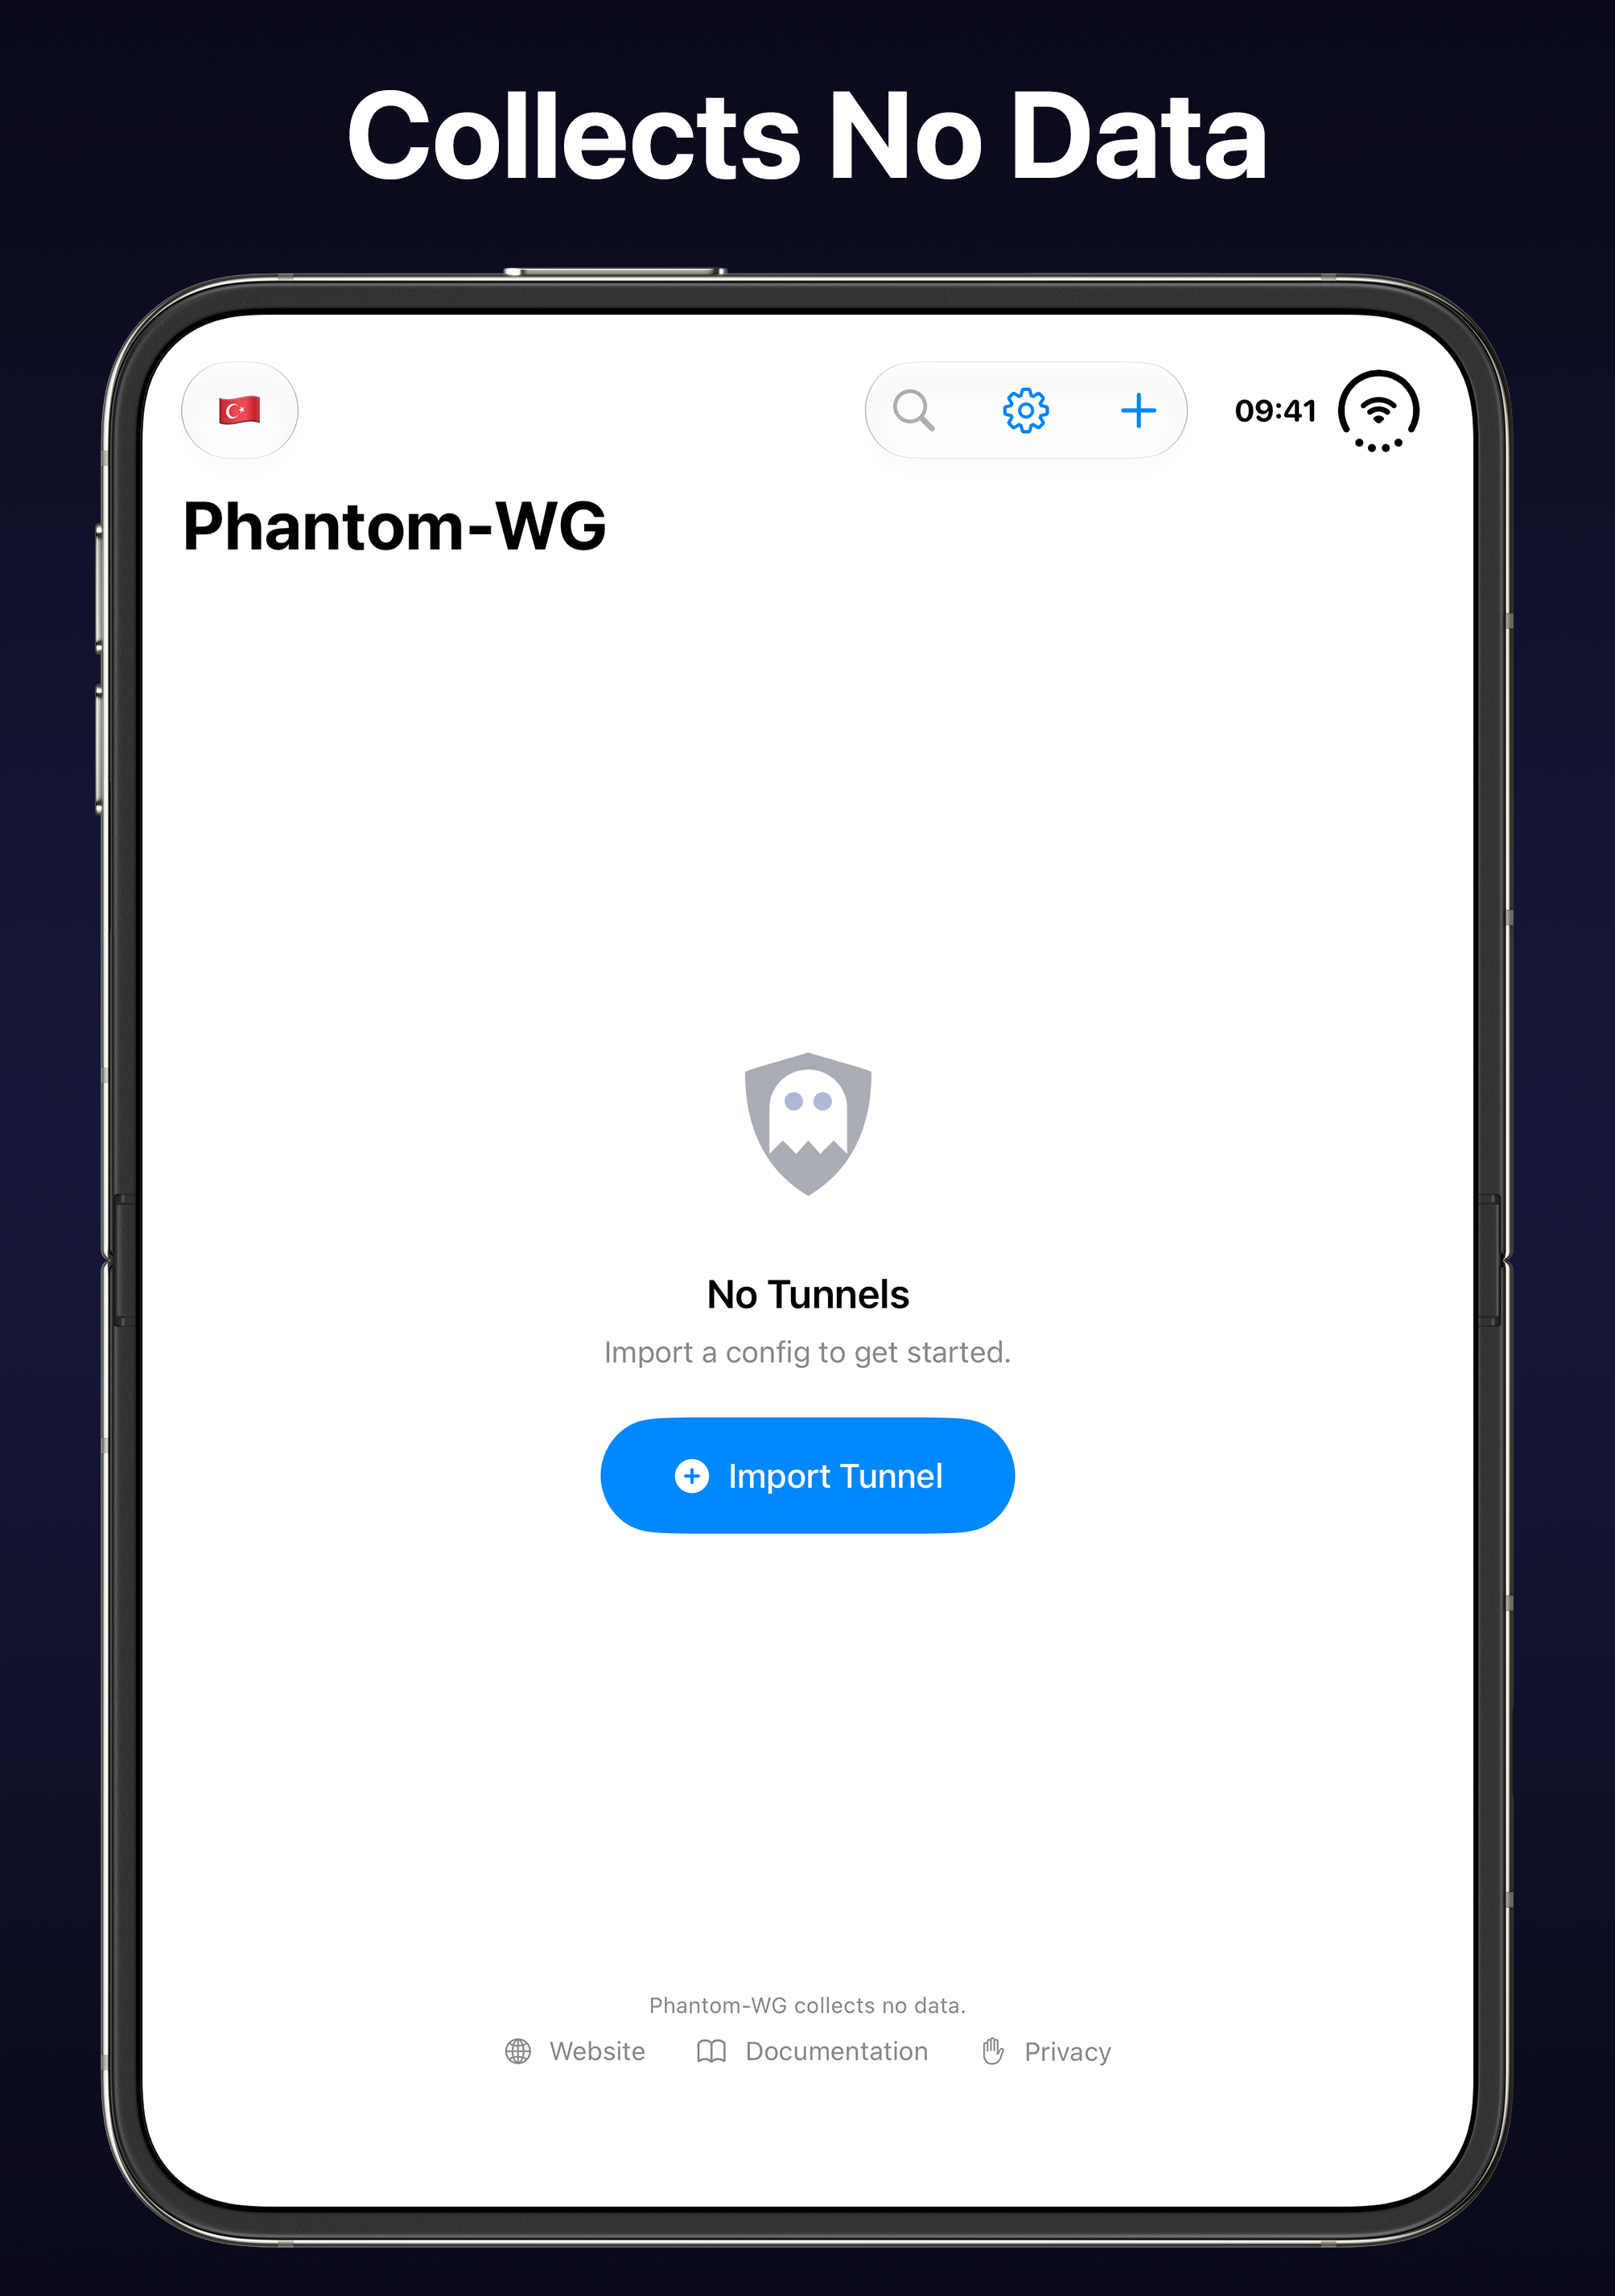 Collects No Data
09:41
Phantom-WG
No Tunnels
Import a config to get started.
Import Tunnel
Phantom-WG collects no data.
Website Documentation Privacy